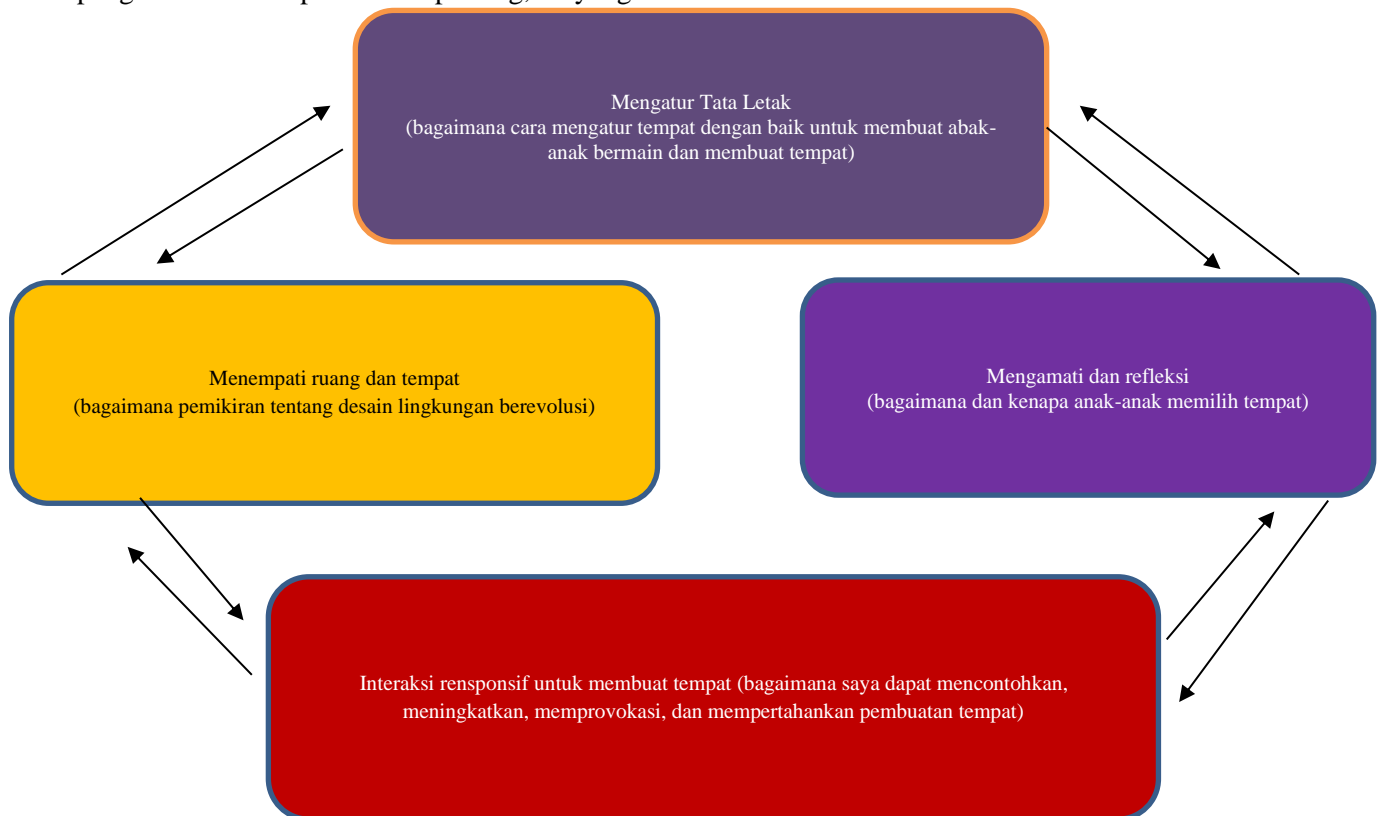 Mengatur Tata Letak
(bagaimana cara mengatur tempat dengan baik untuk membuat abak-
anak bermain dan membuat tempat)
Menempati ruang dan tempat
(bagaimana pemikiran tentang desain lingkungan berevolusi)
Mengamati dan refleksi
(bagaimana dan kenapa anak-anak memilih tempat)
Interaksi rensponsif untuk membuat tempat (bagaimana saya dapat mencontohkan,
meningkatkan, memprovokasi, dan mempertahankan pembuatan tempat)